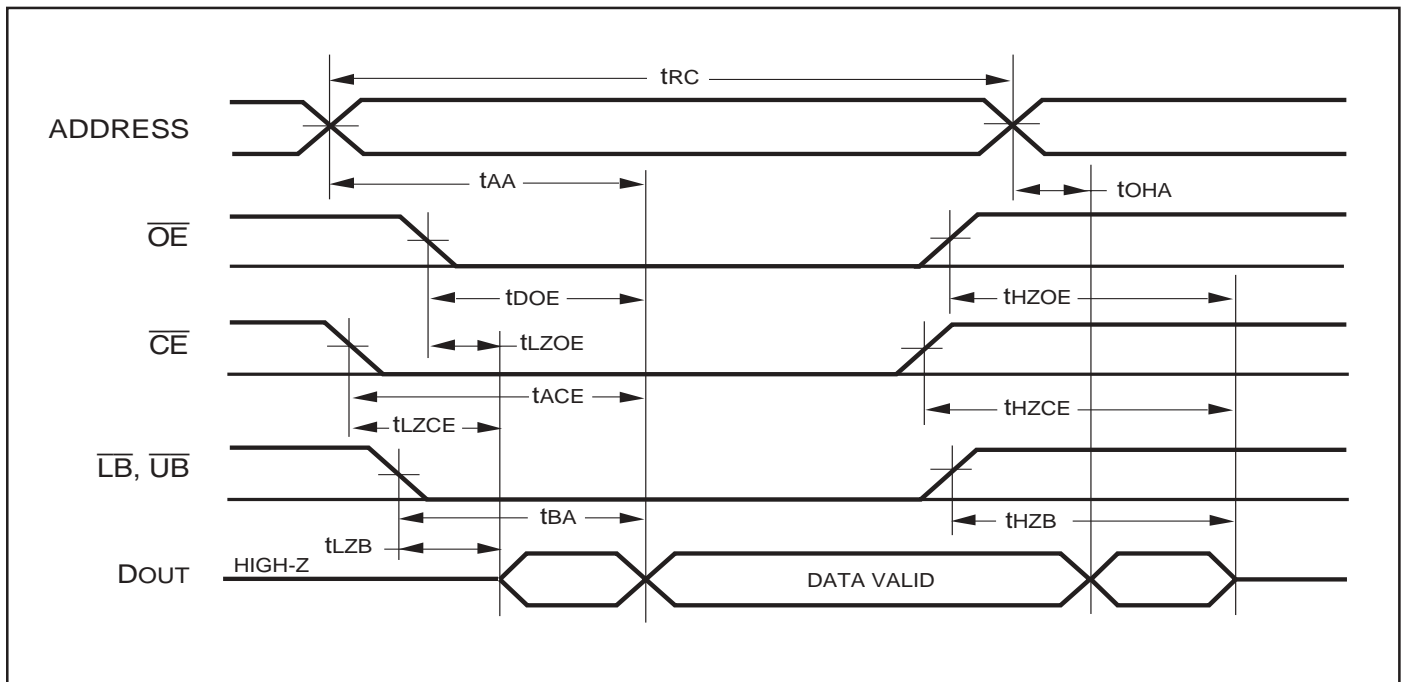 tRC
ADDRESS
tAA
tOHA
OE
tDOE
tHZOE
CE
tLZOE
tACE
tHZCE
tLZCE
LB, UB
tBA
tHZB
tLZB
DOUT
HIGH-Z
DATA VALID